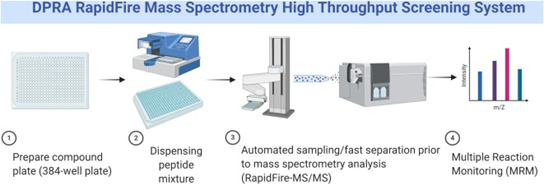 DPRA RapidFire Mass Spectrometry High Throughput Screening System
Intensity
m/Z
1
Prepare compound
plate (384-well plate)
2
Dispensing
peptide
mixture
3
Automated sampling/fast separation prior
to mass spectrometry analysis
(RapidFire-MS/MS)
4
Multiple Reaction
Monitoring (MRM)